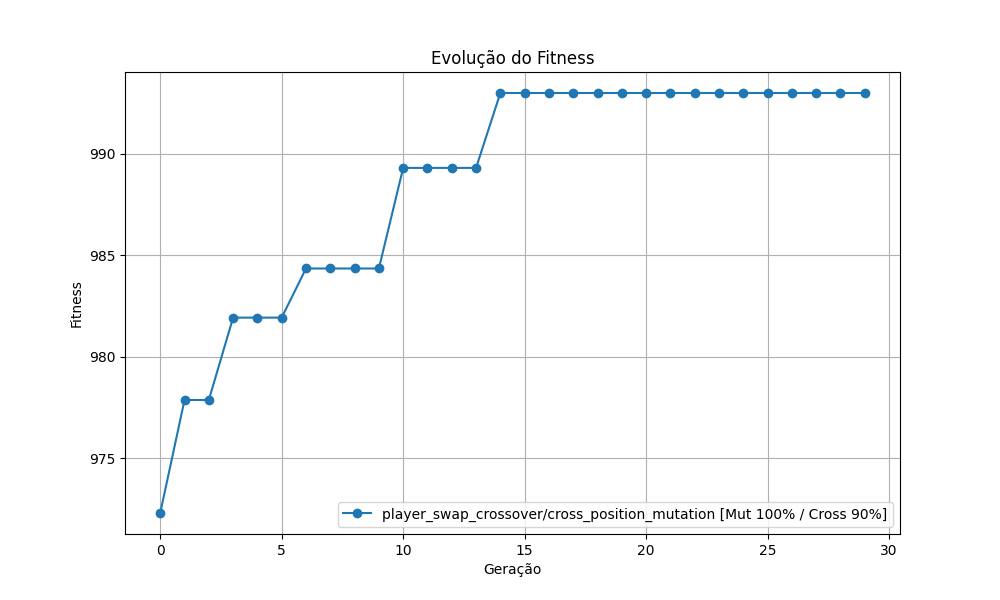 Evolução do Fitness
Fitness
990
985
980
975
player_swap_crossover/cross_position_mutation [Mut 100% / Cross 90%]
0 5 10 15 20 25 30
Geração